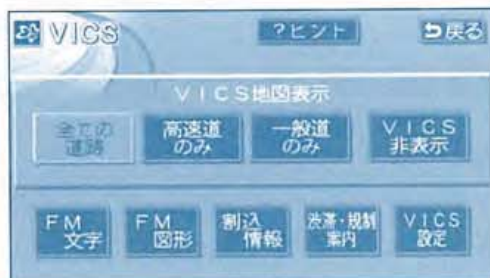 VICS
?ヒント
戻る
VICS地図表示
全ての
道路
高速道
のみ
一般道
のみ
VICS
非表示
FM
文字
FM
図形
割込
情報
渋滞・規制
案内
VICS
設定